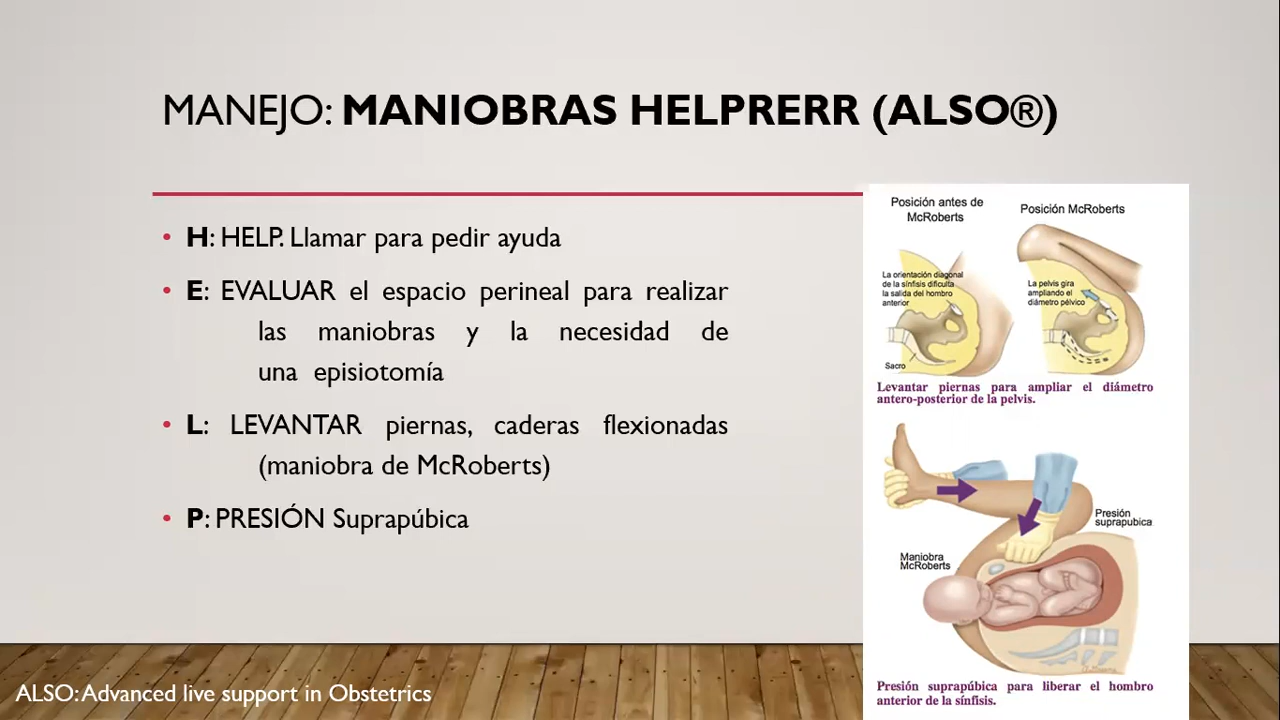 MANEJO: MANIOBRAS HELPRERR (ALSO®)
• H: HELP. Llamar para pedir ayuda
• E: EVALUAR el espacio perineal para realizar
las maniobras y la necesidad de
una episiotomía
• L: LEVANTAR piernas, caderas flexionadas
(maniobra de McRoberts)
• P: PRESIÓN Suprapúbica
Posición antes de
McRoberts
Posición McRoberts
La orientación diagonal
de la sínfisis dificulta
la salida del hombro
anterior
La pelvis gira
ampliando el
diámetro pélvico
Sacro
Levantar piernas para ampliar el diámetro
antero-posterior de la pelvis.
Presión
suprapubica
Maniobra
McRoberts
Presión suprapúbica para liberar el hombro
anterior de la sínfisis.
ALSO: Advanced live support in Obstetrics